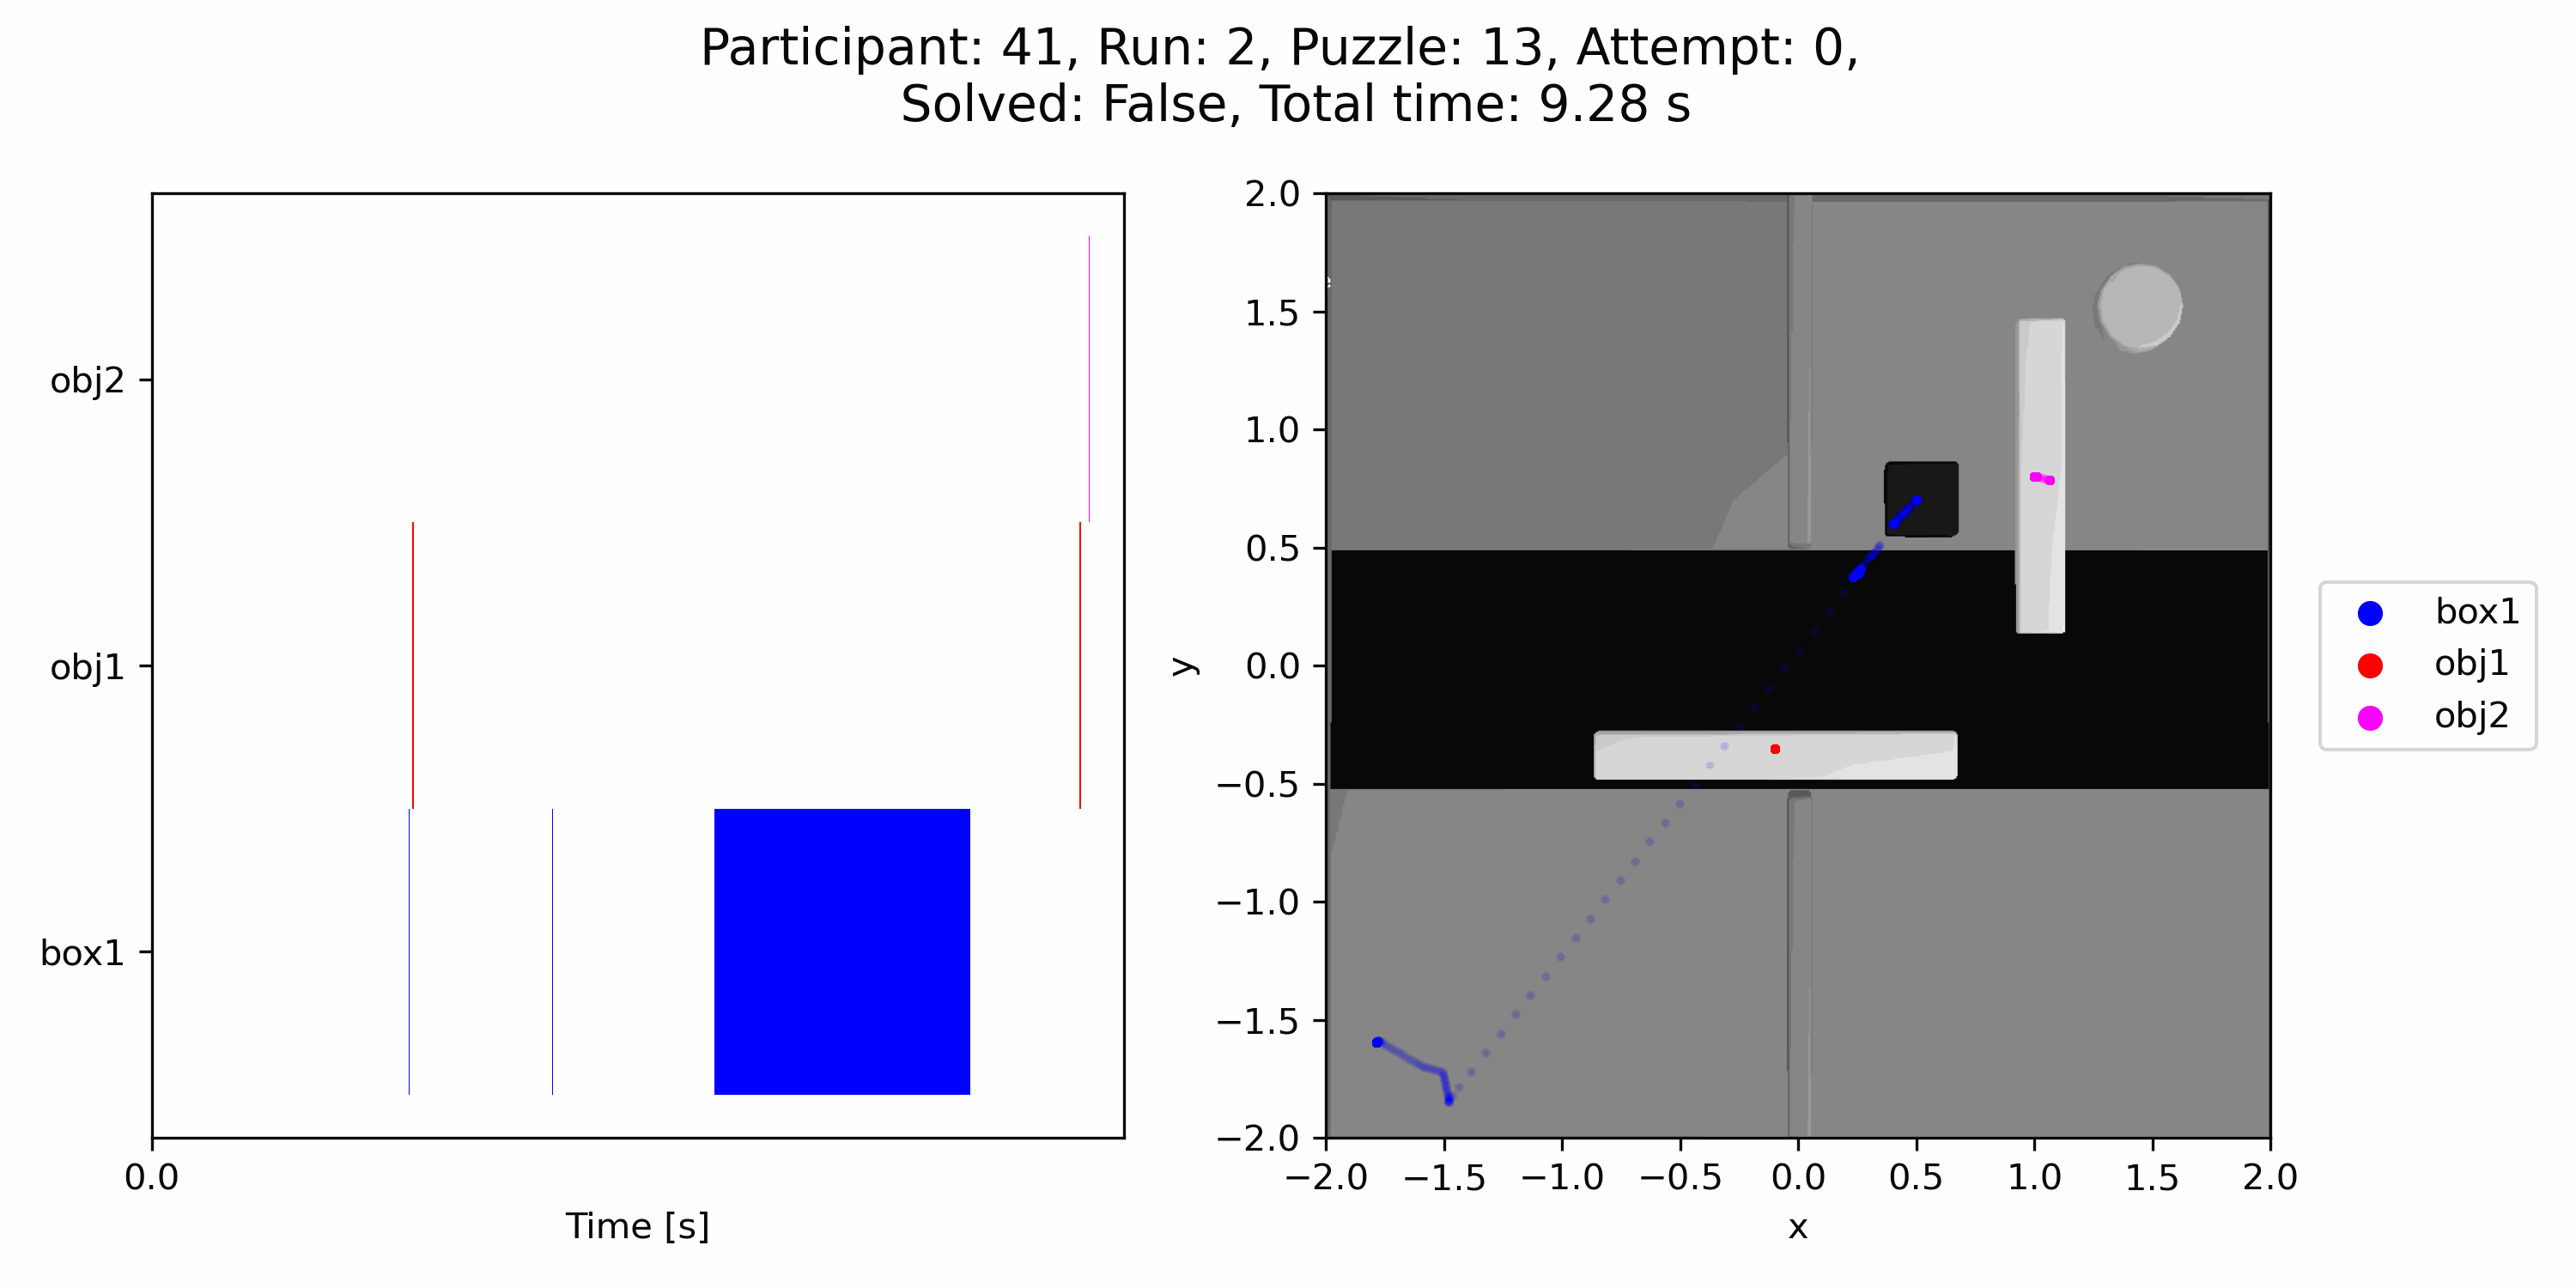 Participant: 41, Run: 2, Puzzle: 13, Attempt: 0,
Solved: False, Total time: 9.28 s
obj2
obj1
box1
0.0
Time [s]
2.0
1.5
1.0
0.5
0.0
−0.5
−1.0
−1.5
−2.0
y
−2.0 −1.5 −1.0 −0.5 0.0 0.5 1.0 1.5 2.0
x
box1
obj1
obj2